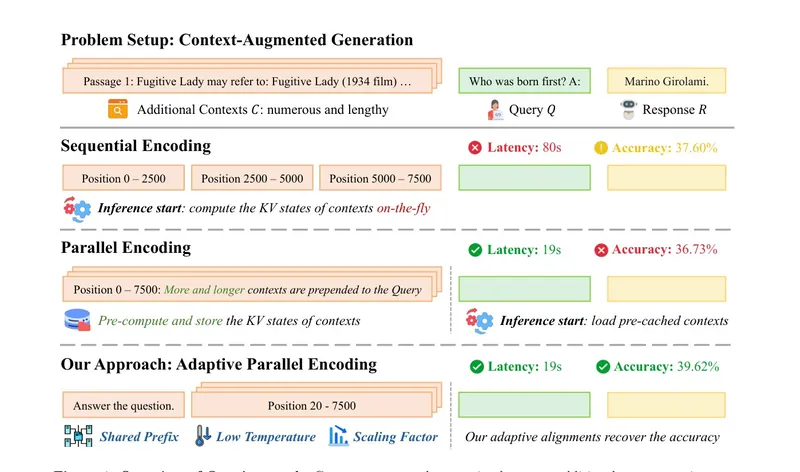 Problem Setup: Context-Augmented Generation
Passage 1: Fugitive Lady may refer to: Fugitive Lady (1934 film) …
Who was born first? A:
Marino Girolami.
Additional Contexts C: numerous and lengthy
Query Q
Response R
Sequential Encoding
Latency: 80s
Accuracy: 37.60%
Position 0 – 2500
Position 2500 – 5000
Position 5000 – 7500
Inference start: compute the KV states of contexts on-the-fly
Parallel Encoding
Latency: 19s
Accuracy: 36.73%
Position 0 – 7500: More and longer contexts are prepended to the Query
Pre-compute and store the KV states of contexts
Inference start: load pre-cached contexts
Our Approach: Adaptive Parallel Encoding
Latency: 19s
Accuracy: 39.62%
Answer the question.
Position 20 - 7500
Shared Prefix
Low Temperature
Scaling Factor
Our adaptive alignments recover the accuracy